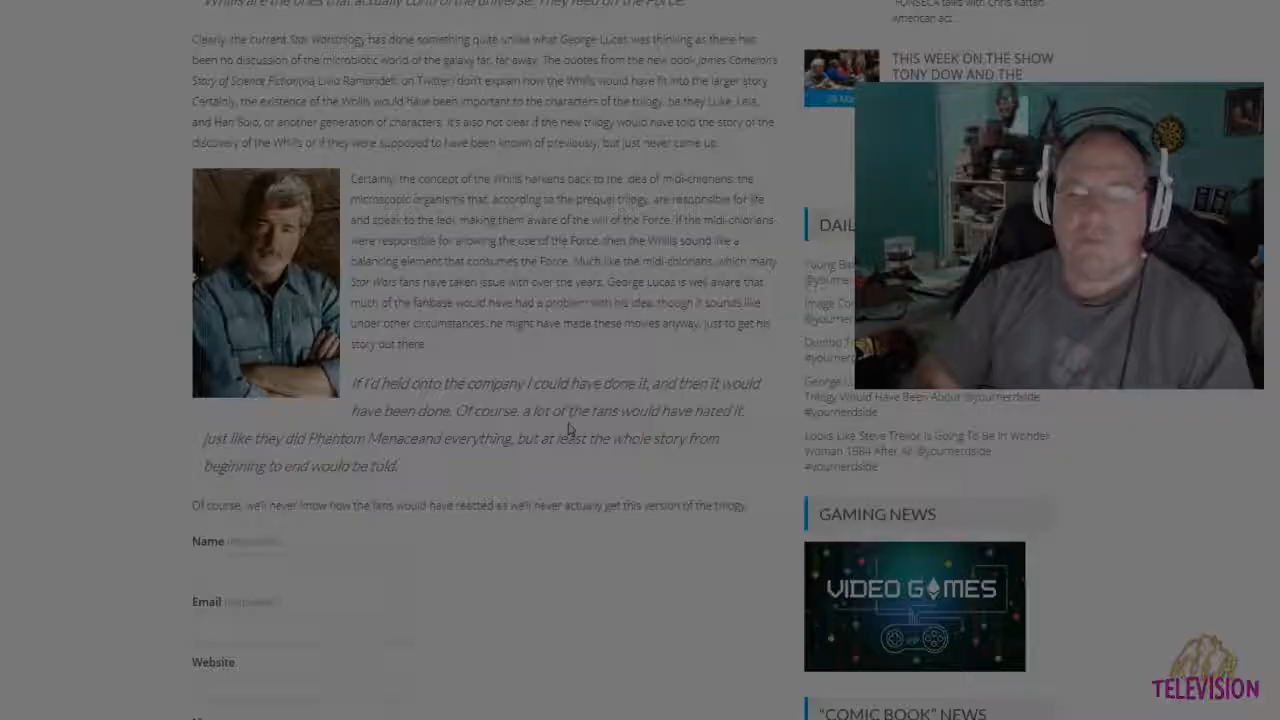 Whills are the ones that actually control the universe. They feed on the Force.
Clearly, the current Star Warstrilogy has done something quite unlike what George Lucas was thinking as there has
been no discussion of the microbiotic world of the galaxy far, far away. The quotes from the new book James Cameron's
Story of Science Fiction(via Livio Ramondelli, on Twitter) don't explain how the Whills would have fit into the larger story
Certainly, the existence of the Whills would have been important to the characters of the trilogy, be they Luke, Leia,
and Han Solo, or another generation of characters. It's also not clear if the new trilogy would have told the story of the
discovery of the Whills or if they were supposed to have been known of previously, but just never came up.
Certainly, the concept of the Whills harkens back to the idea of midi-chlorians, the
microscopic organisms that, according to the prequel trilogy, are responsible for life
and speak to the Jedi, making them aware of the will of the Force. If the midi-chlorians
were responsible for allowing the use of the Force, then the Whills sound like a
balancing element that consumes the Force. Much like the midi-chlorians, which many
Star Wars fans have taken issue with over the years, George Lucas is well aware that
much of the fanbase would have had a problem with his idea, though it sounds like
under other circumstances, he might have made these movies anyway, just to get his
story out there.
If I'd held onto the company I could have done it, and then it would
have been done. Of course, a lot of the fans would have hated it,
just like they did Phantom Menaceand everything, but at least the whole story from
beginning to end would be told.
Of course, we'll never know how the fans would have reacted as we'll never actually get this version of the trilogy.
Name (required)
Email (required)
Website
FONSECA talks with Chris Kattan
American act
THIS WEEK ON THE SHOW
TONY DOW AND THE
28 Mar
DAIL
Young
@yourne
Image Co
@yourne
Dumbo
@yourne
George Lu
Trilogy Would Have Been About @yournerdside
#yournerdside
Looks Like Steve Trevor Is Going To Be In Wonder
Woman 1984 After All @yournerdside
#yournerdside
GAMING NEWS
VIDEO GAMES
"COMIC BOOK" NEWS
TELEVISION